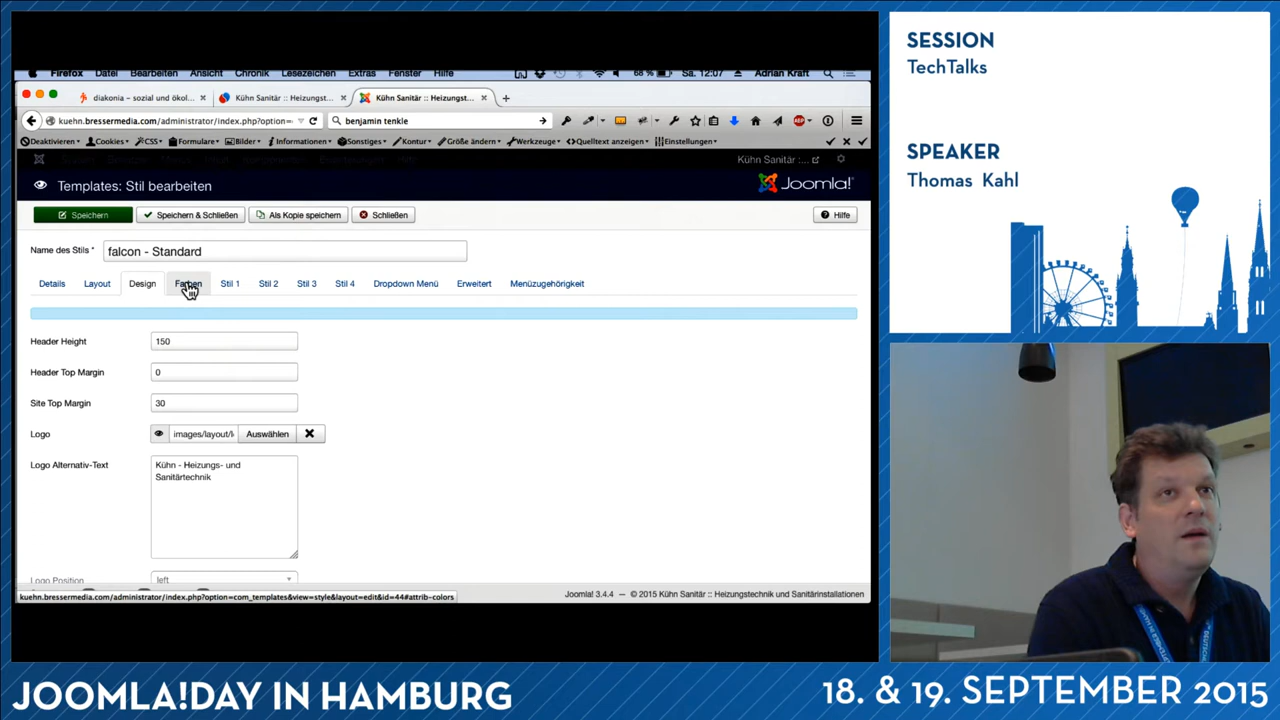 Firefox Datei Bearbeiten Ansicht Chronik Lesezeichen Extras Fenster Hilfe 68 % Sa. 12:07 Adrian Kraft
diakonia – sozial und ökol... Kühn Sanitär :: Heizungst... Kühn Sanitär :: Heizungst...
kuehn.bressermedia.com/administrator/index.php?option= benjamin tenkle
Deaktivieren Cookies CSS Formulare Bilder Informationen Sonstiges Kontur Größe ändern Werkzeuge Quelltext anzeigen Einstellungen
Kühn Sanitär :...
Templates: Stil bearbeiten Joomla!
Speichern Speichern & Schließen Als Kopie speichern Schließen Hilfe
Name des Stils * falcon - Standard
Details Layout Design Farben Stil 1 Stil 2 Stil 3 Stil 4 Dropdown Menü Erweitert Menüzugehörigkeit
Header Height 150
Header Top Margin 0
Site Top Margin 30
Logo images/layout/l Auswählen
Logo Alternativ-Text Kühn - Heizungs- und
Sanitärtechnik
Logo Position left
kuehn.bressermedia.com/administrator/index.php?option=com_templates&view=style&layout=edit&id=44#attrib-colors
Joomla! 3.4.4 — © 2015 Kühn Sanitär :: Heizungstechnik und Sanitärinstallationen
SESSION
TechTalks
SPEAKER
Thomas Kahl
JOOMLA!DAY IN HAMBURG
18. & 19. SEPTEMBER 2015